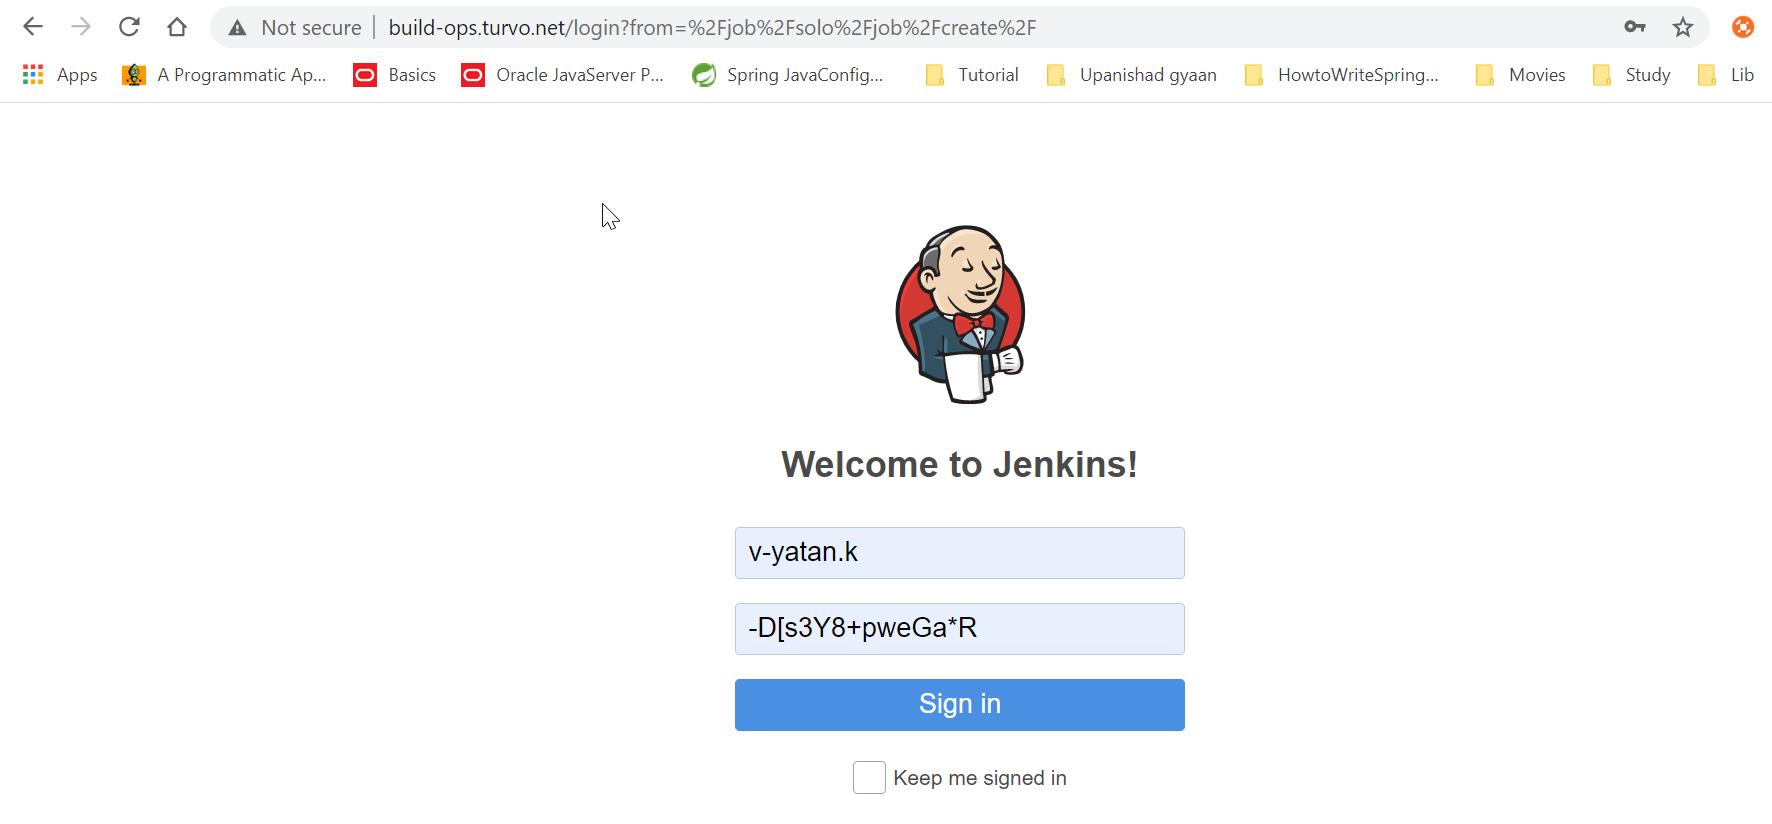 Not secure | build-ops.turvo.net/login?from=%2Fjob%2Fsolo%2Fjob%2Fcreate%2F
Apps A Programmatic Ap... Basics Oracle JavaServer P... Spring JavaConfig... Tutorial Upanishad gyaan HowtoWriteSpring... Movies Study Lib
Welcome to Jenkins!
v-yatan.k
-D[s3Y8+pweGa*R
Sign in
Keep me signed in